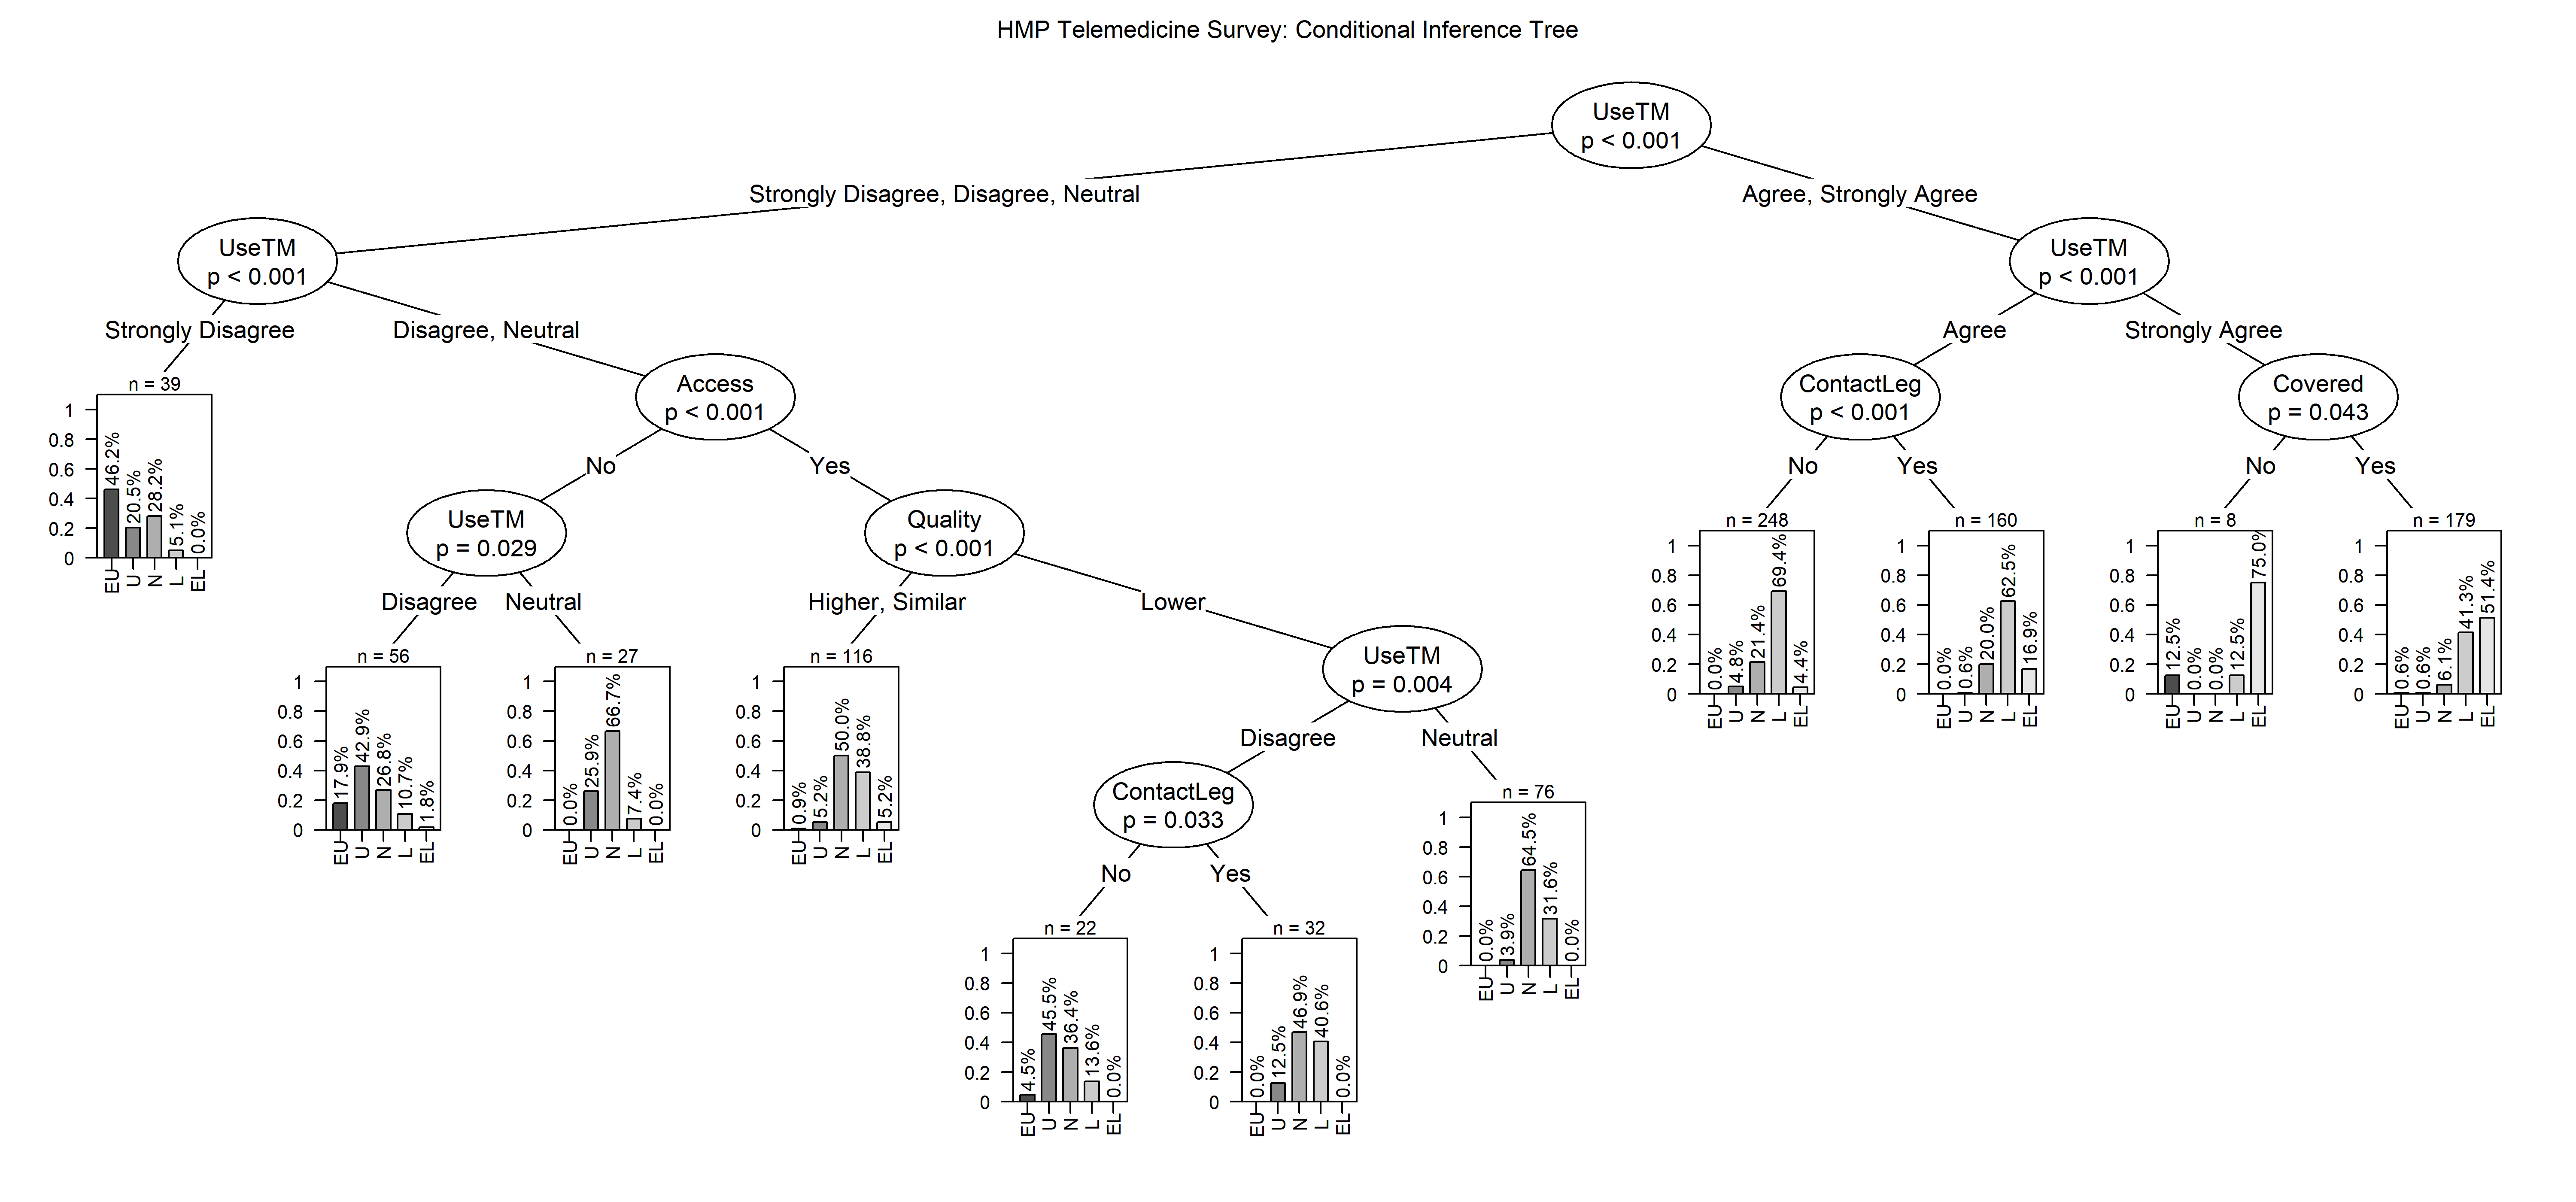 HMP Telemedicine Survey: Conditional Inference Tree
UseTM
p < 0.001
Strongly Disagree, Disagree, Neutral
Agree, Strongly Agree
UseTM
p < 0.001
UseTM
p < 0.001
Strongly Disagree
Disagree, Neutral
Agree
Strongly Agree
n = 39
1
0.8
0.6
0.4
0.2
0
46.2%
20.5%
28.2%
5.1%
0.0%
EU
U
N
L
EL
Access
p < 0.001
ContactLeg
p < 0.001
Covered
p = 0.043
No
Yes
No
Yes
No
Yes
UseTM
p = 0.029
Quality
p < 0.001
Disagree
Neutral
Higher, Similar
Lower
n = 248
1
0.8
0.6
0.4
0.2
0
0.0%
4.8%
21.4%
69.4%
4.4%
EU
U
N
L
EL
n = 160
1
0.8
0.6
0.4
0.2
0
0.0%
0.6%
20.0%
62.5%
16.9%
EU
U
N
L
EL
n = 8
1
0.8
0.6
0.4
0.2
0
12.5%
0.0%
0.0%
12.5%
75.0%
EU
U
N
L
EL
n = 179
1
0.8
0.6
0.4
0.2
0
0.6%
0.6%
6.1%
41.3%
51.4%
EU
U
N
L
EL
n = 56
1
0.8
0.6
0.4
0.2
0
17.9%
42.9%
26.8%
10.7%
1.8%
EU
U
N
L
EL
n = 27
1
0.8
0.6
0.4
0.2
0
0.0%
25.9%
66.7%
7.4%
0.0%
EU
U
N
L
EL
n = 116
1
0.8
0.6
0.4
0.2
0
0.9%
5.2%
50.0%
38.8%
5.2%
EU
U
N
L
EL
UseTM
p = 0.004
Disagree
Neutral
ContactLeg
p = 0.033
No
Yes
n = 76
1
0.8
0.6
0.4
0.2
0
0.0%
3.9%
64.5%
31.6%
0.0%
EU
U
N
L
EL
n = 22
1
0.8
0.6
0.4
0.2
0
4.5%
45.5%
36.4%
13.6%
0.0%
EU
U
N
L
EL
n = 32
1
0.8
0.6
0.4
0.2
0
0.0%
12.5%
46.9%
40.6%
0.0%
EU
U
N
L
EL